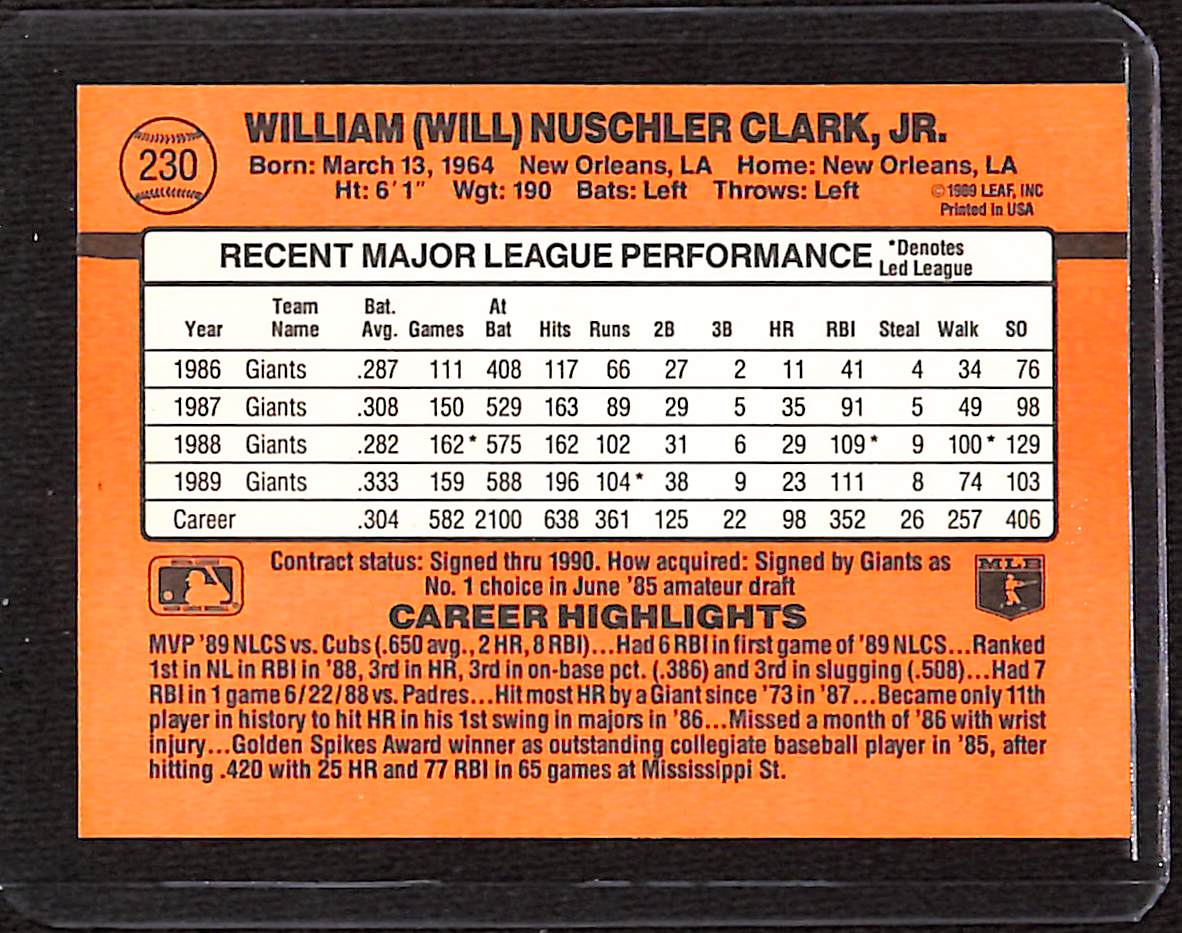 230
WILLIAM (WILL) NUSCHLER CLARK, JR.
Born: March 13, 1964 New Orleans, LA Home: New Orleans, LA
Ht: 6'1" Wgt: 190 Bats: Left Throws: Left
©1989 LEAF, INC
Printed in USA
RECENT MAJOR LEAGUE PERFORMANCE *Denotes Led League
Year Team Name Bat. Avg. Games At Bat Hits Runs 2B 3B HR RBI Steal Walk SO
1986 Giants .287 111 408 117 66 27 2 11 41 4 34 76
1987 Giants .308 150 529 163 89 29 5 35 91 5 49 98
1988 Giants .282 162* 575 162 102 31 6 29 109* 9 100* 129
1989 Giants .333 159 588 196 104* 38 9 23 111 8 74 103
Career .304 582 2100 638 361 125 22 98 352 26 257 406
Contract status: Signed thru 1990. How acquired: Signed by Giants as
No. 1 choice in June '85 amateur draft
MLB
CAREER HIGHLIGHTS
MVP '89 NLCS vs. Cubs (.650 avg., 2 HR, 8 RBI)...Had 6 RBI in first game of '89 NLCS...Ranked
1st in NL in RBI in '88, 3rd in HR, 3rd in on-base pct. (.386) and 3rd in slugging (.508)...Had 7
RBI in 1 game 6/22/88 vs. Padres...Hit most HR by a Giant since '73 in '87...Became only 11th
player in history to hit HR in his 1st swing in majors in '86...Missed a month of '86 with wrist
injury...Golden Spikes Award winner as outstanding collegiate baseball player in '85, after
hitting .420 with 25 HR and 77 RBI in 65 games at Mississippi St.